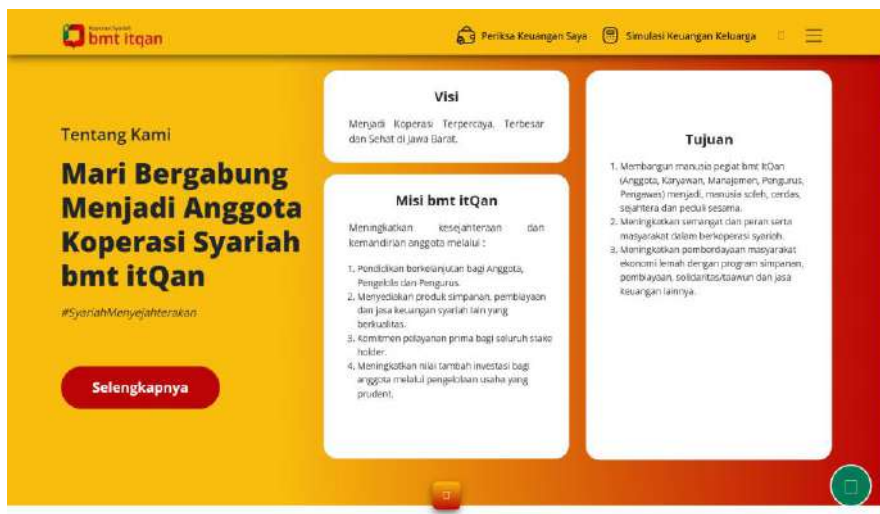 Koperasi Syariah
bmt itqan
Periksa Keuangan Saya
Simulasi Keuangan Keluarga
Tentang Kami
Mari Bergabung
Menjadi Anggota
Koperasi Syariah
bmt itQan
#SyariahMenyejahterakan
Selengkapnya
Visi
Menjadi Koperasi Terpercaya, Terbesar
dan Sehat di Jawa Barat.
Misi bmt itQan
Meningkatkan kesejahteraan dan
kemandirian anggota melalui :
1. Pendidikan berkelanjutan bagi Anggota,
Pengelola dan Pengurus.
2. Menyediakan produk simpanan, pembiayaan
dan jasa keuangan syariah lain yang
berkualitas.
3. Komitmen pelayanan prima bagi seluruh stake
holder.
4. Meningkatkan nilai tambah investasi bagi
anggota melalui pengelolaan usaha yang
prudent.
Tujuan
1. Membangun manusia pegiat bmt itQan
(Anggota, Karyawan, Manajemen, Pengurus,
Pengawas) menjadi, manusia soleh, cerdas,
sejahtera dan peduli sesama.
2. Meningkatkan semangat dan peran serta
masyarakat dalam berkoperasi syariah.
3. Meningkatkan pemberdayaan masyarakat
ekonomi lemah dengan program simpanan,
pembiayaan, solidaritas/taawun dan jasa
keuangan lainnya.